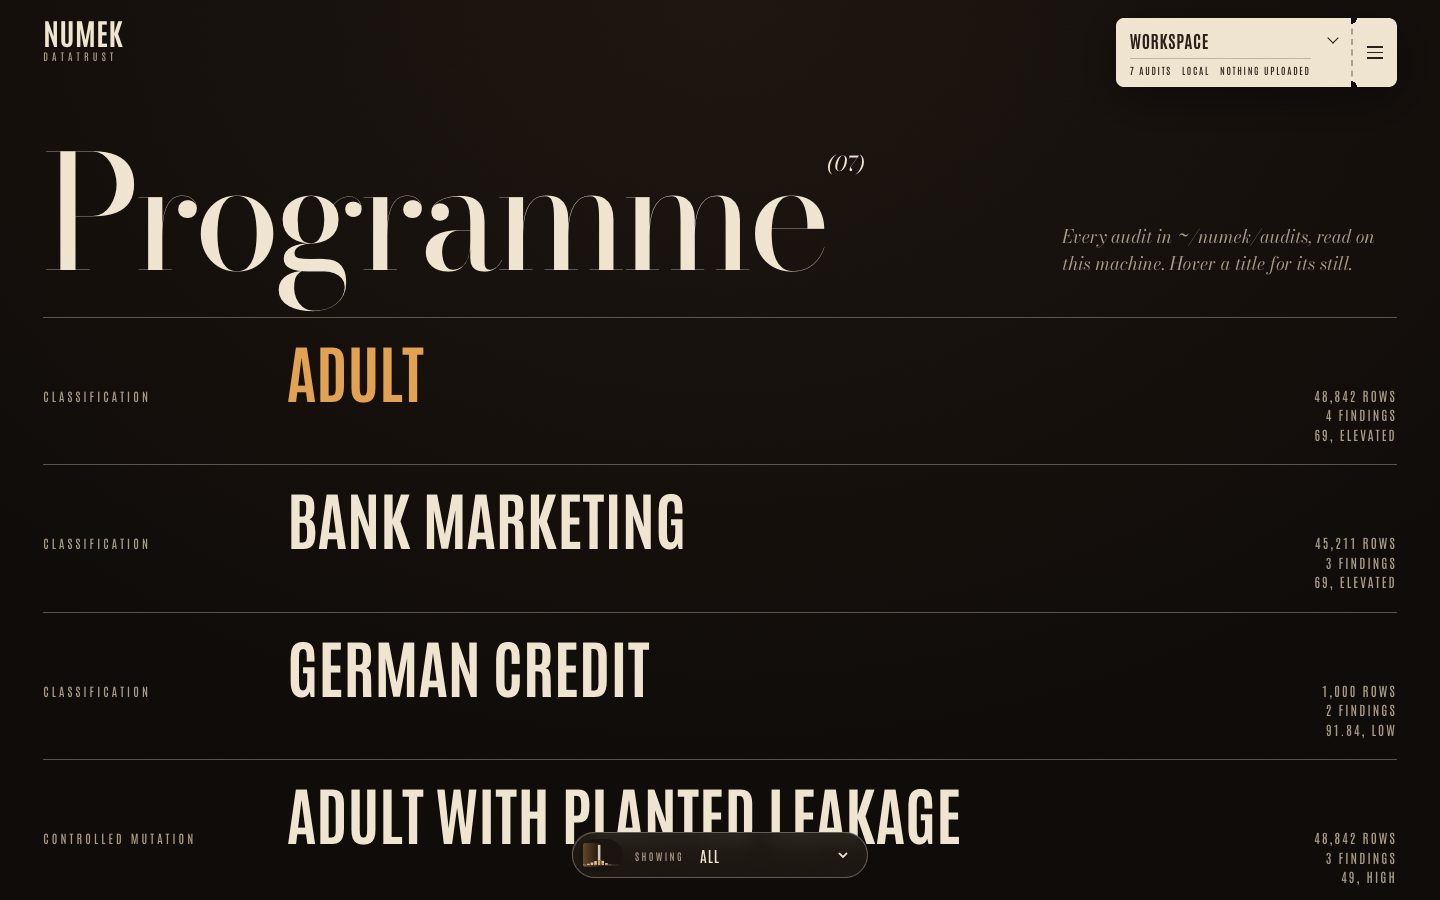 NUMEK
DATATRUST
WORKSPACE
7 AUDITS LOCAL NOTHING UPLOADED
Programme (07)
Every audit in ~/numek/audits, read on
this machine. Hover a title for its still.
CLASSIFICATION
ADULT
48,842 ROWS
4 FINDINGS
69, ELEVATED
CLASSIFICATION
BANK MARKETING
45,211 ROWS
3 FINDINGS
69, ELEVATED
CLASSIFICATION
GERMAN CREDIT
1,000 ROWS
2 FINDINGS
91.84, LOW
CONTROLLED MUTATION
ADULT WITH PLANTED LEAKAGE
48,842 ROWS
3 FINDINGS
49, HIGH
SHOWING ALL